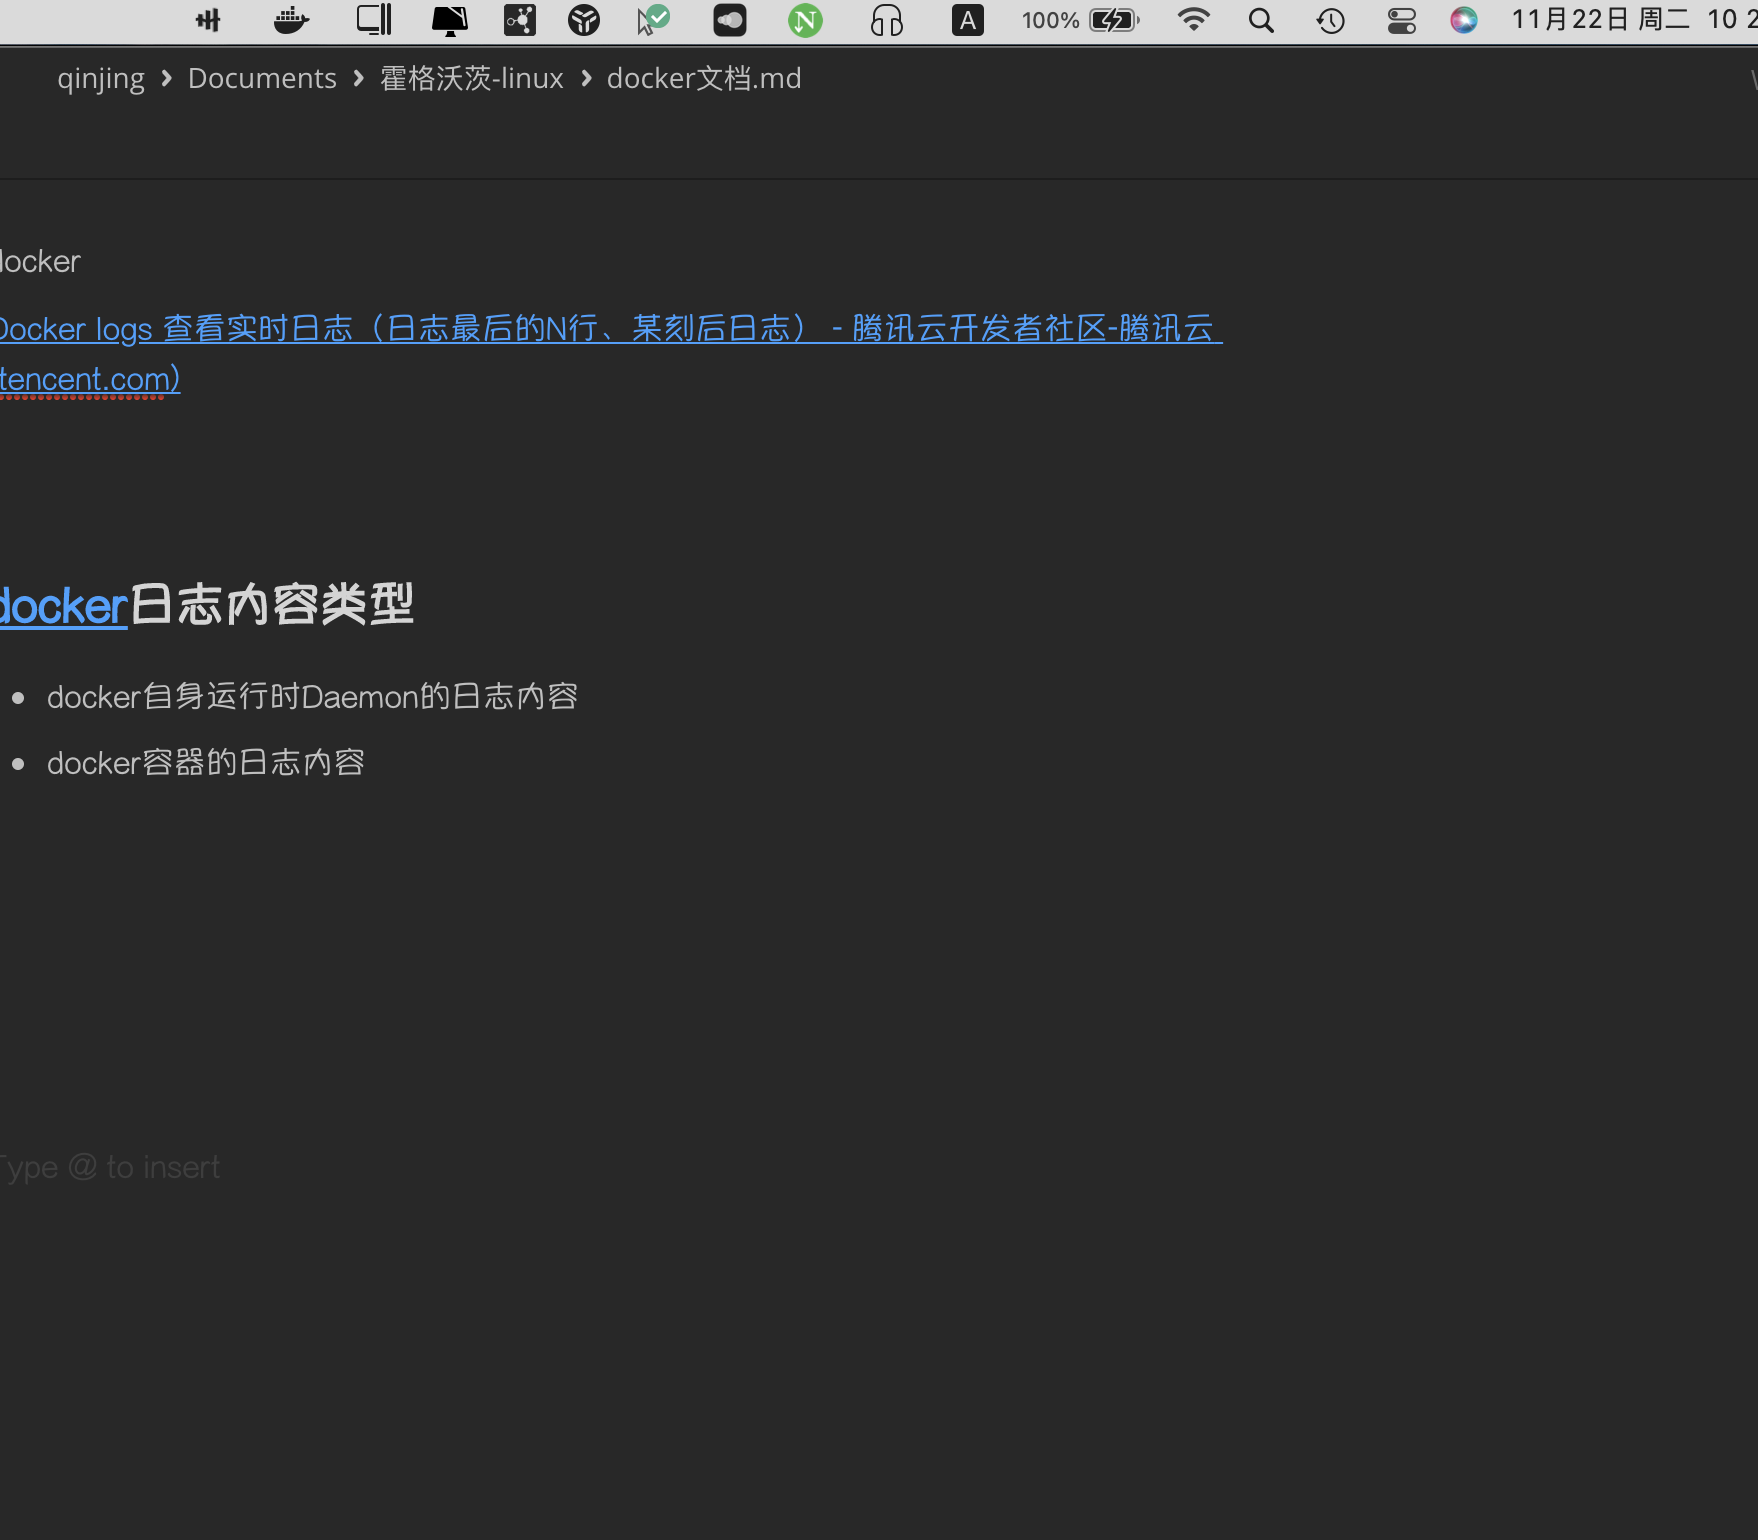 A 100% 11月22日 周二 10 2
qinjing › Documents › 霍格沃茨-linux › docker文档.md
docker
Docker logs 查看实时日志（日志最后的N行、某刻后日志） - 腾讯云开发者社区-腾讯云
tencent.com)
docker日志内容类型
• docker自身运行时Daemon的日志内容
• docker容器的日志内容
Type @ to insert